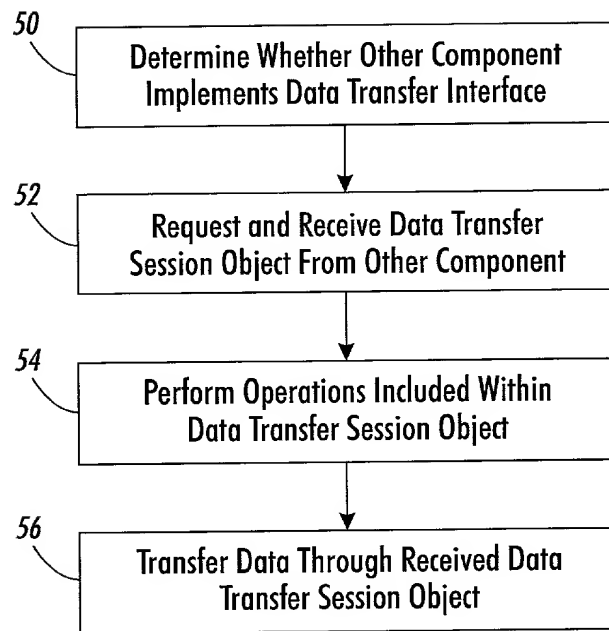 50
Determine Whether Other Component
Implements Data Transfer Interface
52
Request and Receive Data Transfer
Session Object From Other Component
54
Perform Operations Included Within
Data Transfer Session Object
56
Transfer Data Through Received Data
Transfer Session Object